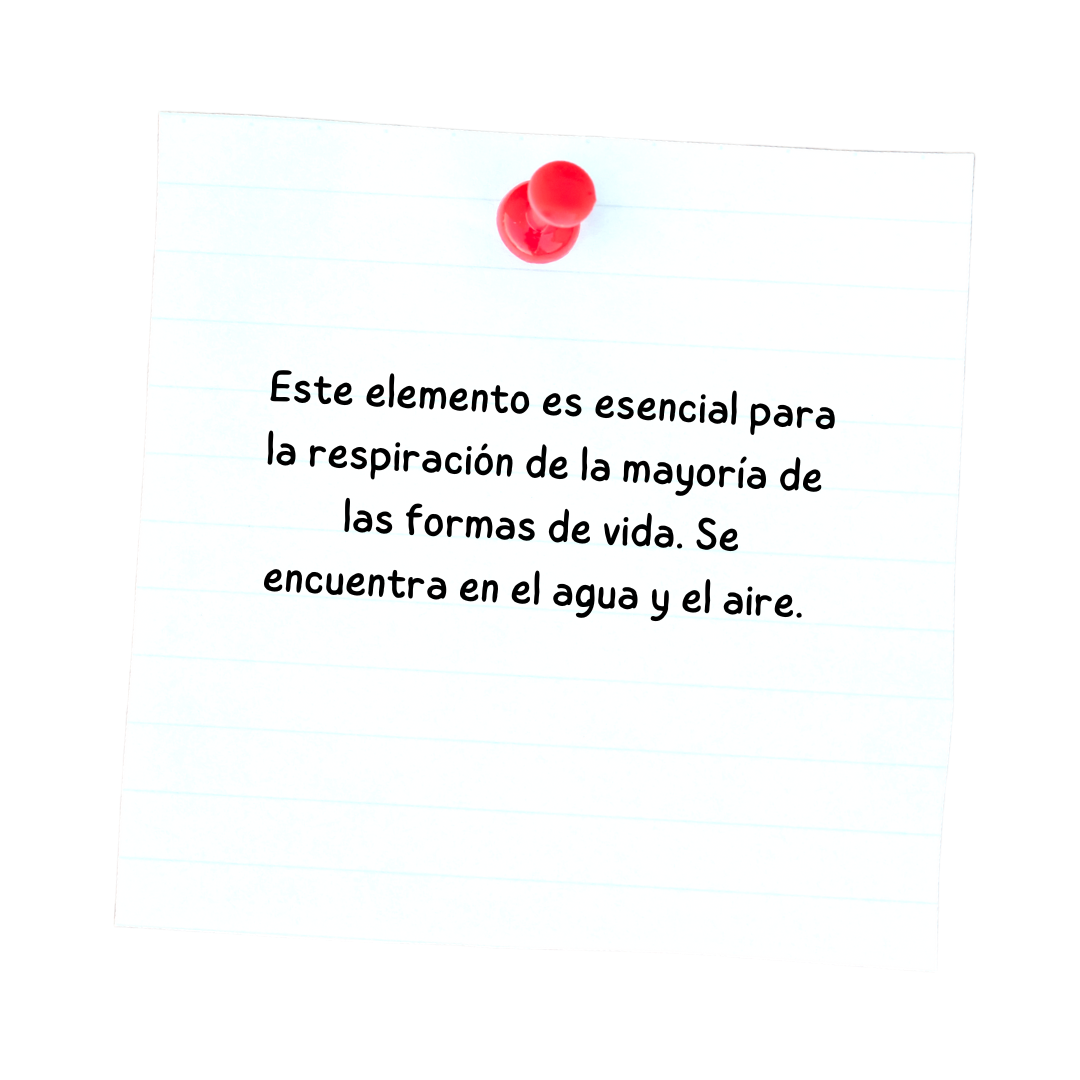 Este elemento es esencial para
la respiración de la mayoría de
las formas de vida. Se
encuentra en el agua y el aire.